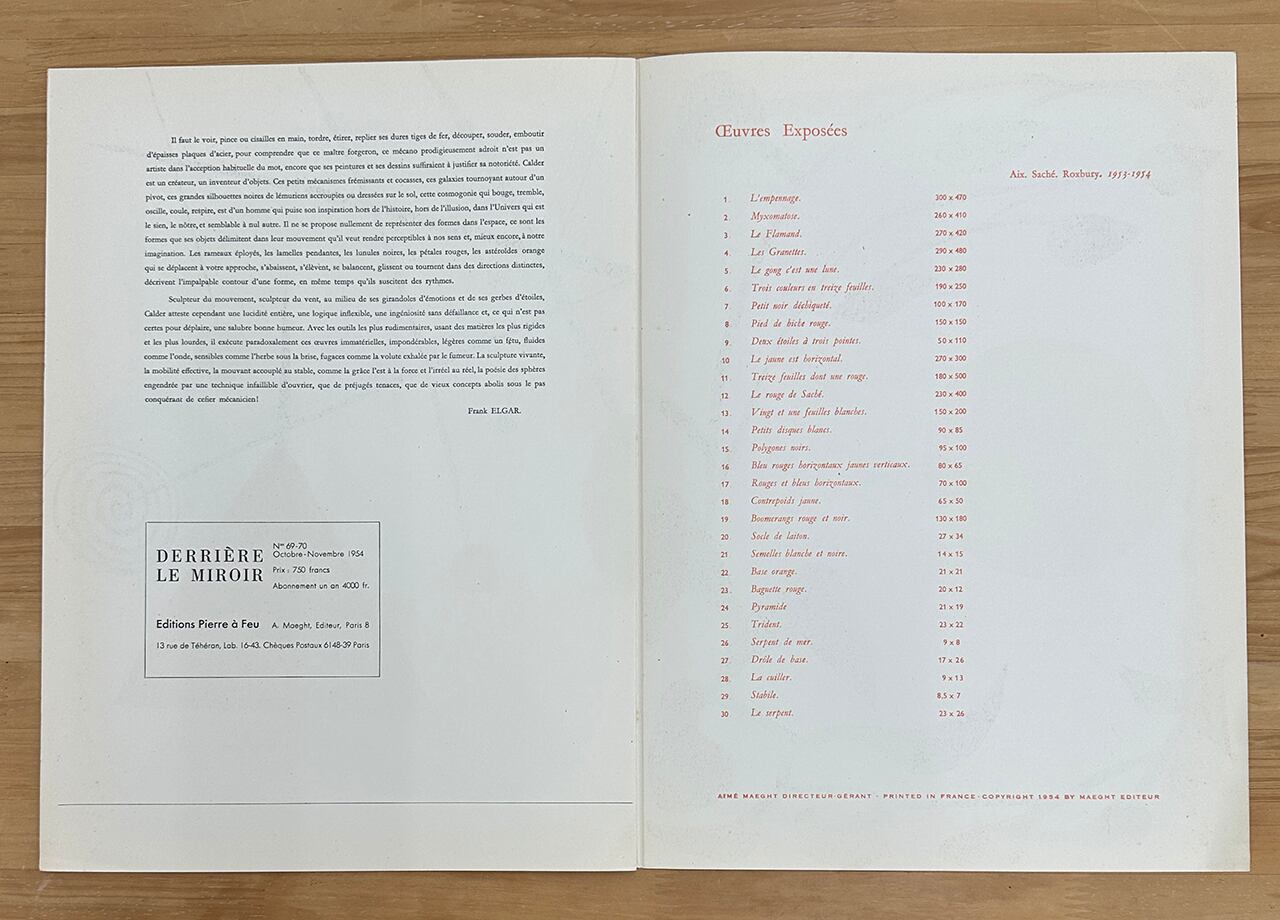 Il faut le voir, pince ou cisailles en main, tordre, étirer, replier ses dures tiges de fer, découper, souder, emboutir
d'épaisses plaques d'acier, pour comprendre que ce maître forgeron, ce mécano prodigieusement adroit n'est pas un
artiste dans l'acception habituelle du mot, encore que ses peintures et ses dessins suffiraient à justifier sa notoriété. Calder
est un créateur, un inventeur d'objets. Ces petits mécanismes frémissants et cocasses, ces galaxies tournoyant autour d'un
pivot, ces grandes silhouettes noires de lémuriens accroupies ou dressées sur le sol, cette cosmogonie qui bouge, tremble,
oscille, coule, respire, est d'un homme qui puise son inspiration hors de l'histoire, hors de l'illusion, dans l'Univers qui est
le sien, le nôtre, et semblable à nul autre. Il ne se propose nullement de représenter des formes dans l'espace, ce sont les
formes que ses objets délimitent dans leur mouvement qu'il veut rendre perceptibles à nos sens et, mieux encore, à notre
imagination. Les rameaux éployés, les lamelles pendantes, les lunules noires, les pétales rouges, les astéroïdes orange
qui se déplacent à votre approche, s'abaissent, s'élèvent, se balancent, glissent ou tournent dans des directions distinctes,
décrivent l'impalpable contour d'une forme, en même temps qu'ils suscitent des rythmes.
Sculpteur du mouvement, sculpteur du vent, au milieu de ses girandoles d'émotions et de ses gerbes d'étoiles,
Calder atteste cependant une lucidité entière, une logique inflexible, une ingéniosité sans défaillance et, ce qui n'est pas
certes pour déplaire, une salubre bonne humeur. Avec les outils les plus rudimentaires, usant des matières les plus rigides
et les plus lourdes, il exécute paradoxalement ces œuvres immatérielles, impondérables, légères comme un fétu, fluides
comme l'onde, sensibles comme l'herbe sous la brise, fugaces comme la volute exhalée par le fumeur. La sculpture vivante,
la mobilité effective, la mouvant accouplé au stable, comme la grâce l'est à la force et l'irréel au réel, la poésie des sphères
engendrée par une technique infaillible d'ouvrier, que de préjugés tenaces, que de vieux concepts abolis sous le pas
conquérant de cefier mécanicien!
Frank ELGAR.
DERRIÈRE
LE MIROIR
Nos 69-70
Octobre-Novembre 1954
Prix : 750 francs
Abonnement un an 4000 fr.
Editions Pierre à Feu A. Maeght, Editeur, Paris 8
13 rue de Téhéran, Lab. 16-43. Chèques Postaux 6148-39 Paris
Œuvres Exposées
Aix. Saché. Roxbury. 1953-1954
1. L'empennage. 300 x 470
2. Myxomatose. 260 x 410
3. Le Flamand. 270 x 420
4. Les Granettes. 290 x 480
5. Le gong c'est une lune. 230 x 280
6. Trois couleurs en treize feuilles. 190 x 250
7. Petit noir déchiqueté. 100 x 170
8. Pied de biche rouge. 150 x 150
9. Deux étoiles à trois pointes. 50 x 110
10 Le jaune est horizontal. 270 x 300
11. Treize feuilles dont une rouge. 180 x 500
12. Le rouge de Saché. 230 x 400
13. Vingt et une feuilles blanches. 150 x 200
14 Petits disques blancs. 90 x 85
15. Polygones noirs. 95 x 100
16 Bleu rouges horizontaux jaunes verticaux. 80 x 65
17. Rouges et bleus horizontaux. 70 x 100
18 Contrepoids jaune. 65 x 50
19. Boomerangs rouge et noir. 130 x 180
20. Socle de laiton. 27 x 34
21 Semelles blanche et noire. 14 x 15
22. Base orange. 21 x 21
23. Baguette rouge. 20 x 12
24 Pyramide 21 x 19
25. Trident. 23 x 22
26. Serpent de mer. 9 x 8
27. Drôle de base. 17 x 26
28. La cuiller. 9 x 13
29. Stabile. 8,5 x 7
30 Le serpent. 23 x 26
AIMÉ MAEGHT DIRECTEUR-GÉRANT - PRINTED IN FRANCE - COPYRIGHT 1954 BY MAEGHT EDITEUR